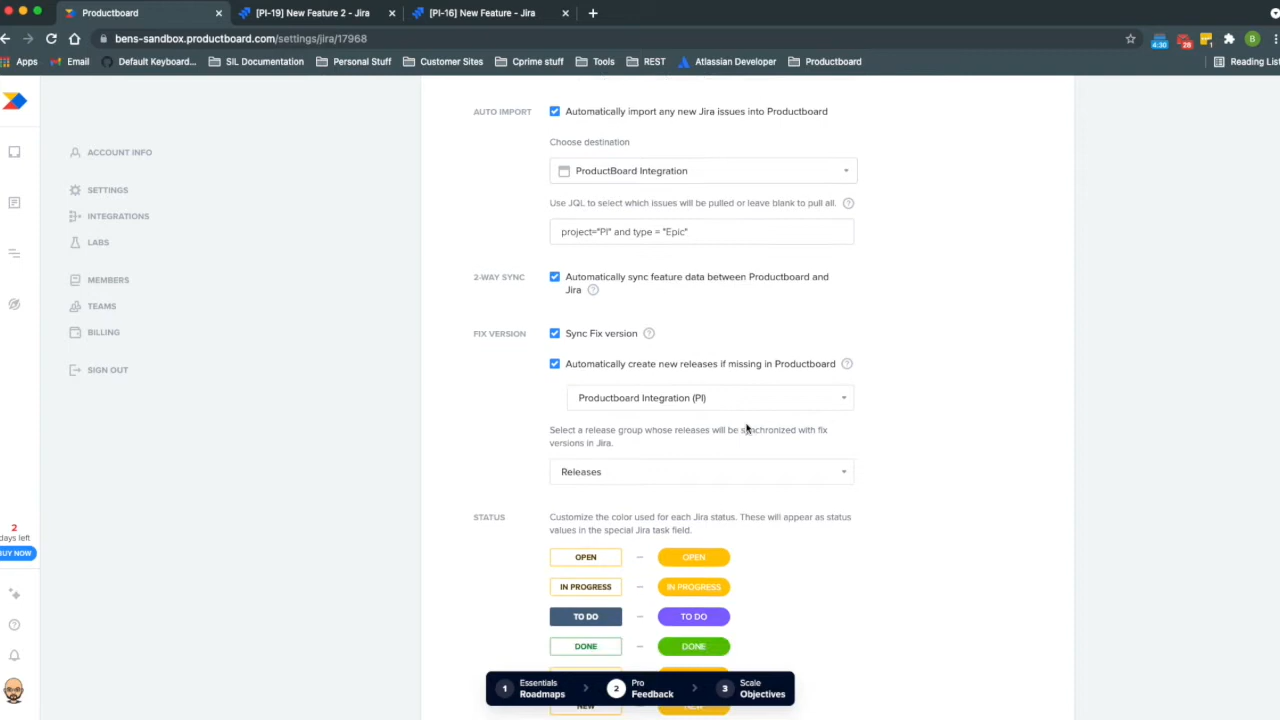 Productboard
[PI-19] New Feature 2 - Jira
[PI-16] New Feature - Jira
bens-sandbox.productboard.com/settings/jira/17968
4:30
28
1
B
Apps
Email
Default Keyboard...
SIL Documentation
Personal Stuff
Customer Sites
Cprime stuff
Tools
REST
Atlassian Developer
Productboard
Reading List
ACCOUNT INFO
SETTINGS
INTEGRATIONS
LABS
MEMBERS
TEAMS
BILLING
SIGN OUT
2
days left
BUY NOW
AUTO IMPORT
Automatically import any new Jira issues into Productboard
Choose destination
ProductBoard Integration
Use JQL to select which issues will be pulled or leave blank to pull all.
project="PI" and type = "Epic"
2-WAY SYNC
Automatically sync feature data between Productboard and
Jira
FIX VERSION
Sync Fix version
Automatically create new releases if missing in Productboard
Productboard Integration (PI)
Select a release group whose releases will be synchronized with fix
versions in Jira.
Releases
STATUS
Customize the color used for each Jira status. These will appear as status
values in the special Jira task field.
OPEN
OPEN
IN PROGRESS
IN PROGRESS
TO DO
TO DO
DONE
DONE
1 Essentials
Roadmaps
2 Pro
Feedback
3 Scale
Objectives
NEW
NEW